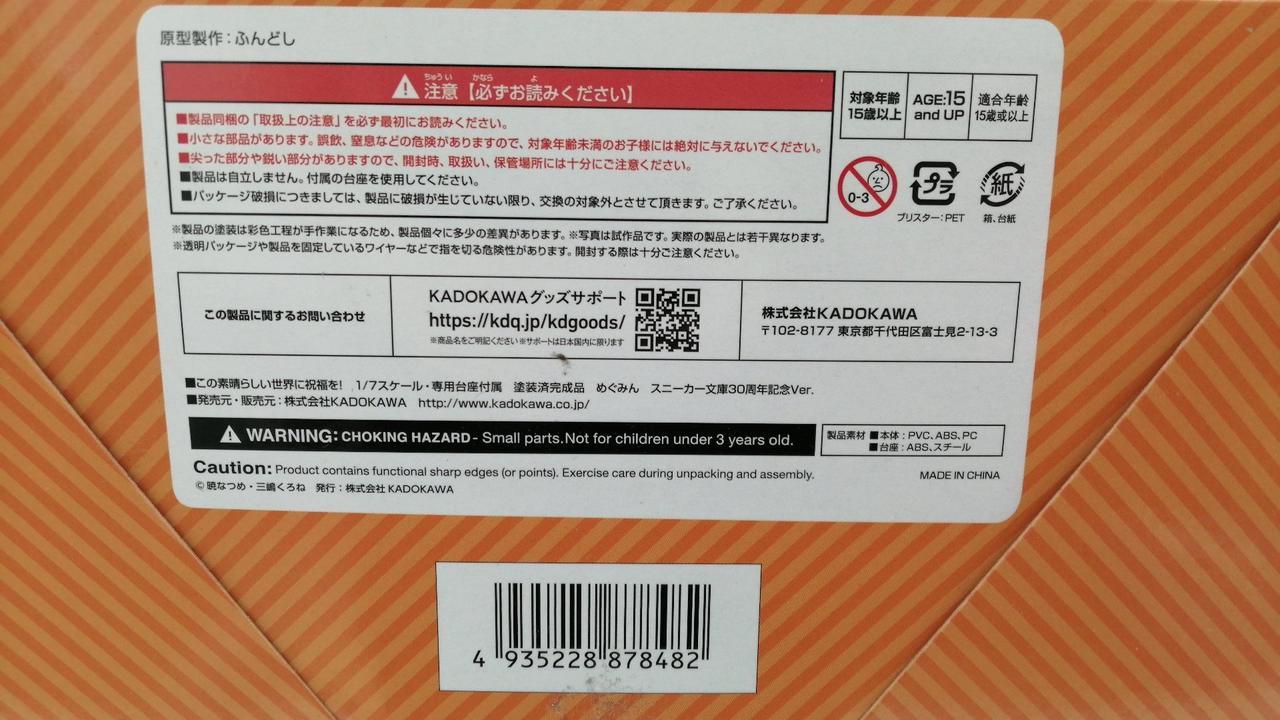 原型製作：ふんどし
注意【必ずお読みください】
ちゅうい かなら よ
■製品同梱の「取扱上の注意」を必ず最初にお読みください。
■小さな部品があります。誤飲、窒息などの危険がありますので、対象年齢未満のお子様には絶対に与えないでください。
■尖った部分や鋭い部分がありますので、開封時、取扱い、保管場所には十分にご注意ください。
■製品は自立しません。付属の台座を使用してください。
■パッケージ破損につきましては、製品に破損が生じていない限り、交換の対象外とさせて頂きます。ご了承ください。
対象年齢
15歳以上
AGE:15
and UP
適合年齢
15歳或以上
0-3
プラ
ブリスター：PET
紙
箱、台紙
※製品の塗装は彩色工程が手作業になるため、製品個々に多少の差異があります。※写真は試作品です。実際の製品とは若干異なります。
※透明パッケージや製品を固定しているワイヤーなどで指を切る危険性があります。開封する際は十分ご注意ください。
この製品に関するお問い合わせ
KADOKAWAグッズサポート
https://kdq.jp/kdgoods/
※商品名をご明記ください ※サポートは日本国内に限ります
株式会社KADOKAWA
〒102-8177 東京都千代田区富士見2-13-3
■この素晴らしい世界に祝福を！ 1/7スケール・専用台座付属 塗装済完成品 めぐみん スニーカー文庫30周年記念Ver.
■発売元・販売元：株式会社KADOKAWA http://www.kadokawa.co.jp/
WARNING: CHOKING HAZARD - Small parts. Not for children under 3 years old.
製品素材 ■本体：PVC、ABS、PC
■台座：ABS、スチール
Caution: Product contains functional sharp edges (or points). Exercise care during unpacking and assembly.
MADE IN CHINA
© 暁なつめ・三嶋くろね 発行：株式会社KADOKAWA
4 935228 878482